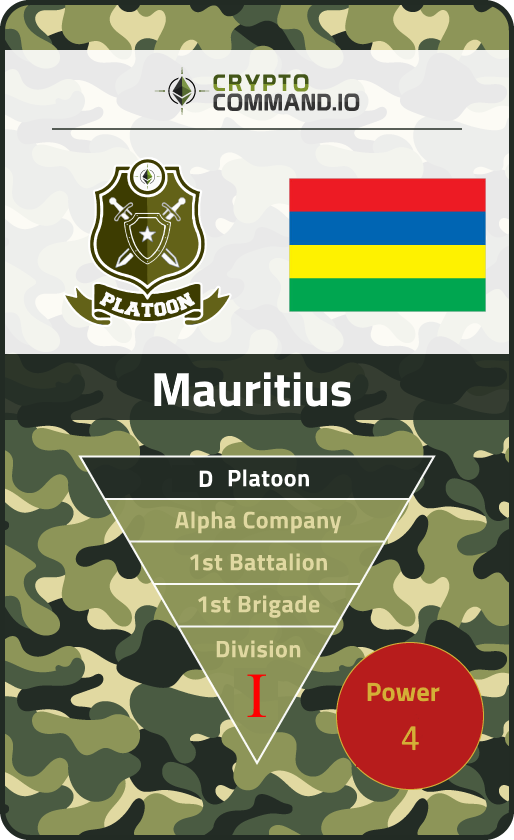 CRYPTO
COMMAND.IO
PLATOON
Mauritius
D Platoon
Alpha Company
1st Battalion
1st Brigade
Division
I
Power
4